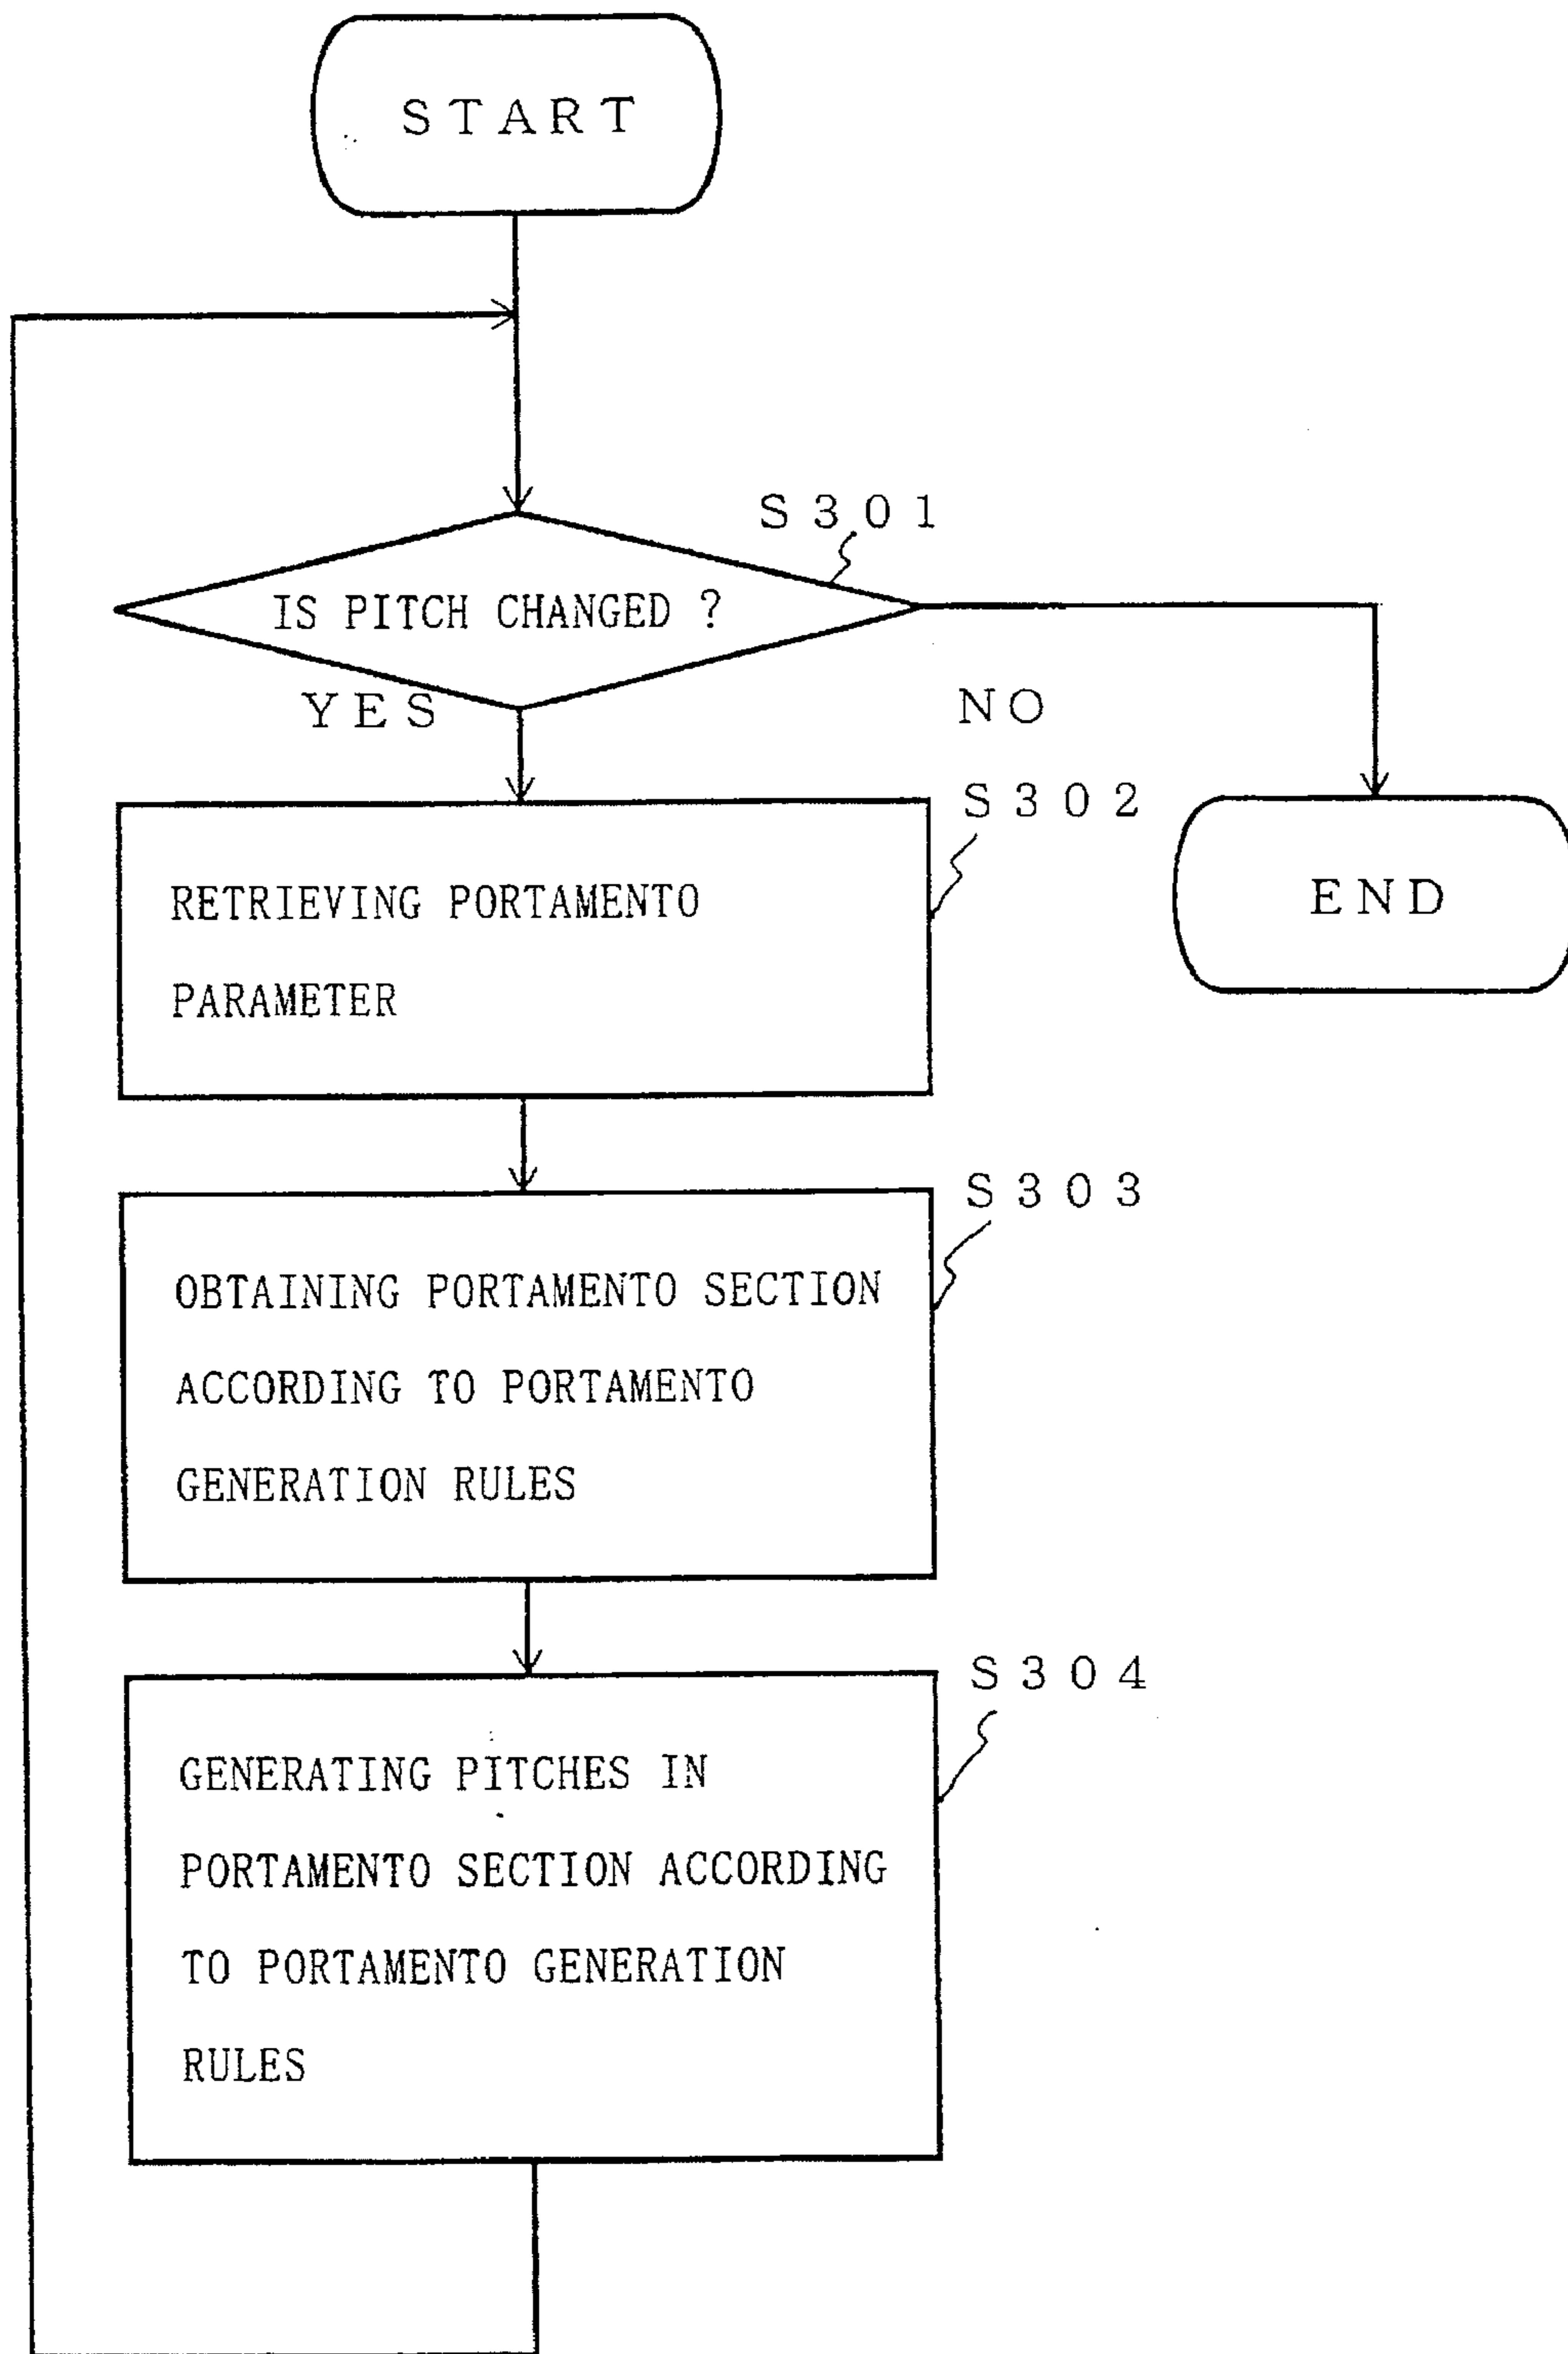 START
S301
IS PITCH CHANGED ?
YES
NO
S302
RETRIEVING PORTAMENTO
PARAMETER
END
S303
OBTAINING PORTAMENTO SECTION
ACCORDING TO PORTAMENTO
GENERATION RULES
S304
GENERATING PITCHES IN
PORTAMENTO SECTION ACCORDING
TO PORTAMENTO GENERATION
RULES